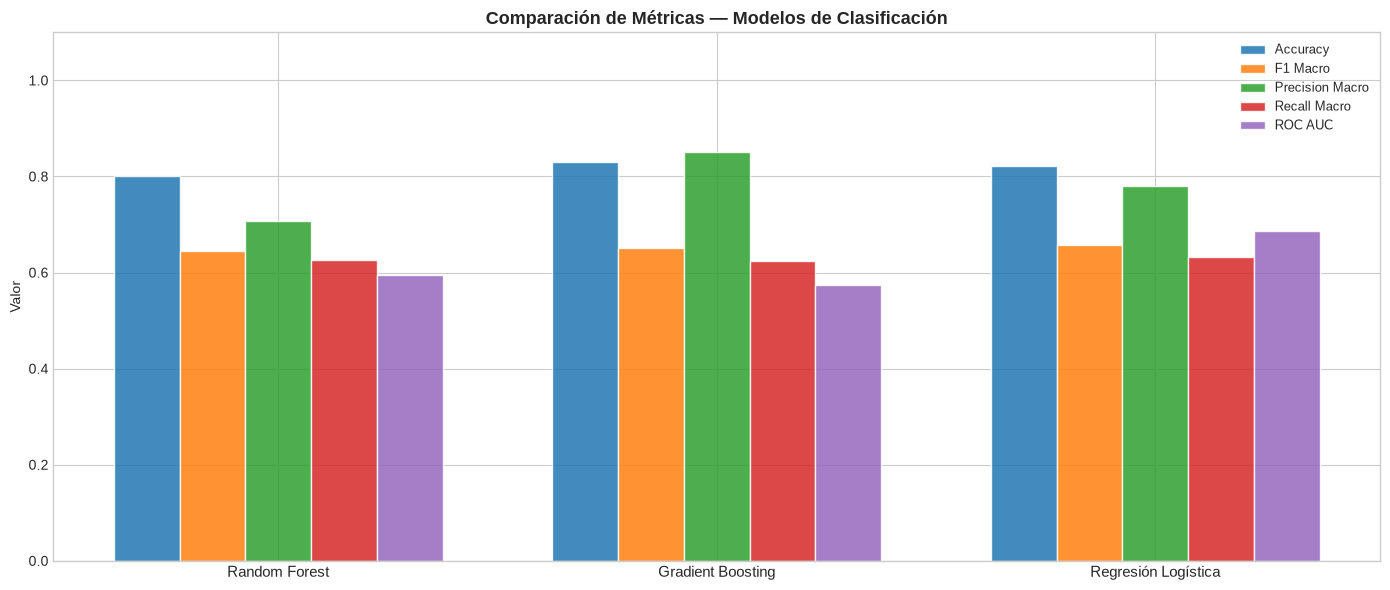 Comparación de Métricas — Modelos de Clasificación
Accuracy
F1 Macro
Precision Macro
Recall Macro
ROC AUC
Valor
1.0
0.8
0.6
0.4
0.2
0.0
Random Forest
Gradient Boosting
Regresión Logística